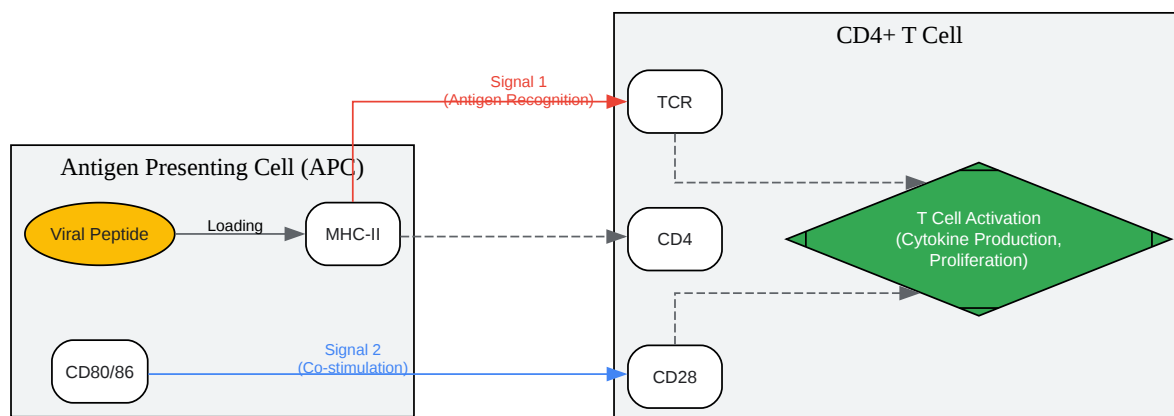 CD4+ T Cell
Signal 1
(Antigen Recognition)
TCR
Antigen Presenting Cell (APC)
Viral Peptide
Loading
MHC-II
CD4
T Cell Activation
(Cytokine Production,
Proliferation)
CD80/86
Signal 2
(Co-stimulation)
CD28